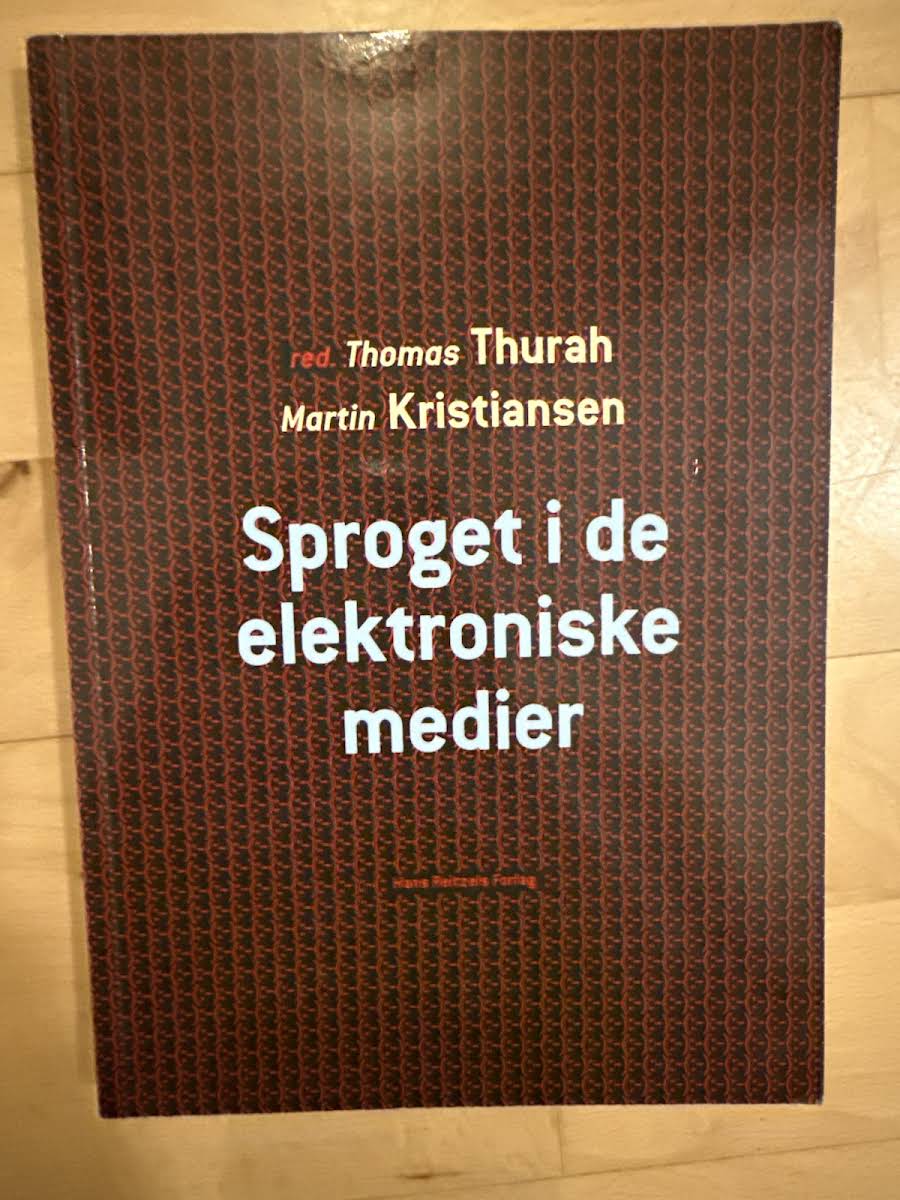 red. Thomas Thurah
Martin Kristiansen
Sproget i de
elektroniske
medier
Hans Reitzels Forlag